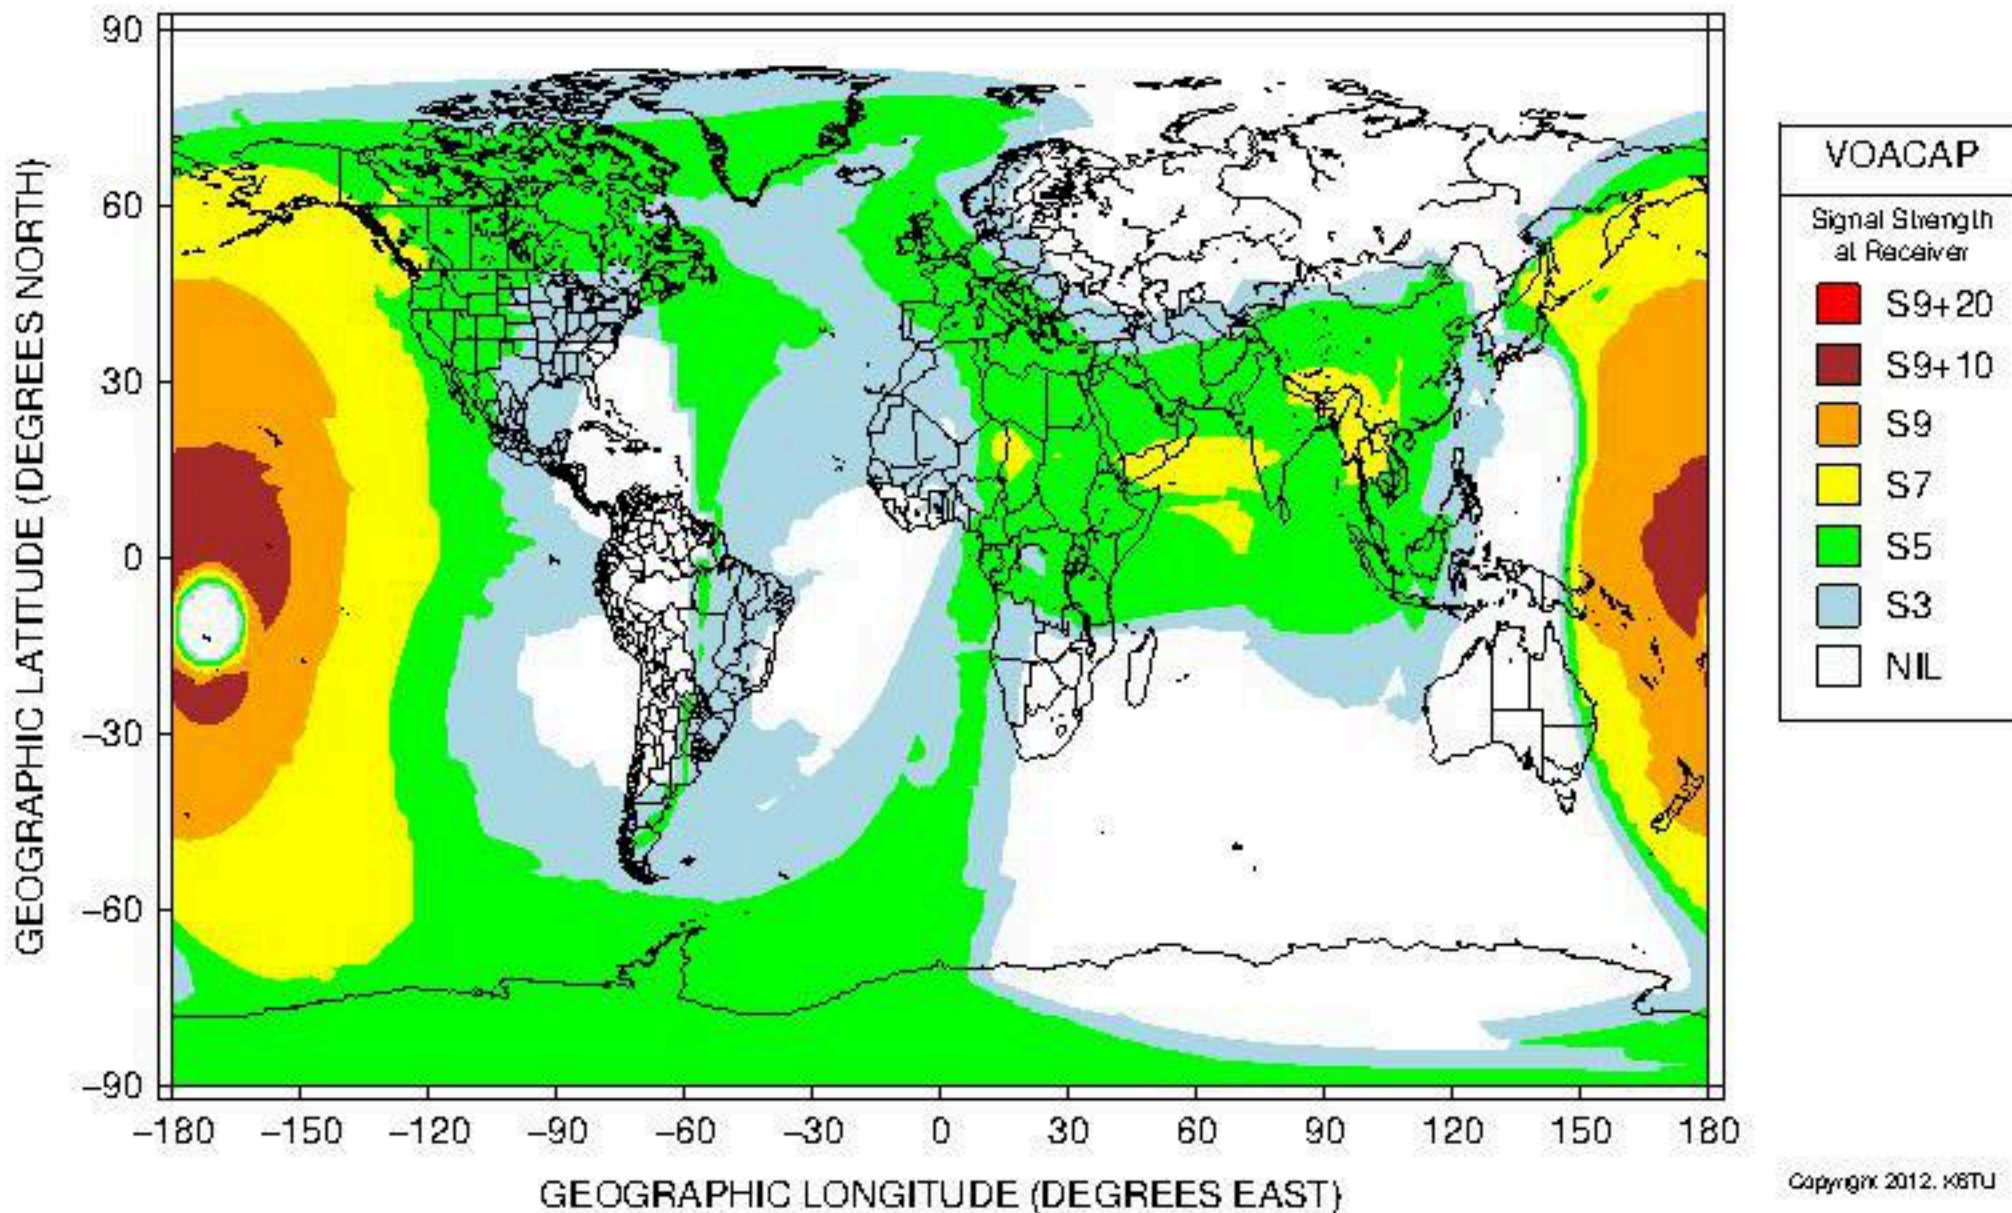 90
60
30
0
−30
−60
−90
GEOGRAPHIC LATITUDE (DEGREES NORTH)
−180 −150 −120 −90 −60 −30 0 30 60 90 120 150 180
GEOGRAPHIC LONGITUDE (DEGREES EAST)
VOACAP
Signal Strength
at Receiver
S9+20
S9+10
S9
S7
S5
S3
NIL
Copyright 2012, K6TU